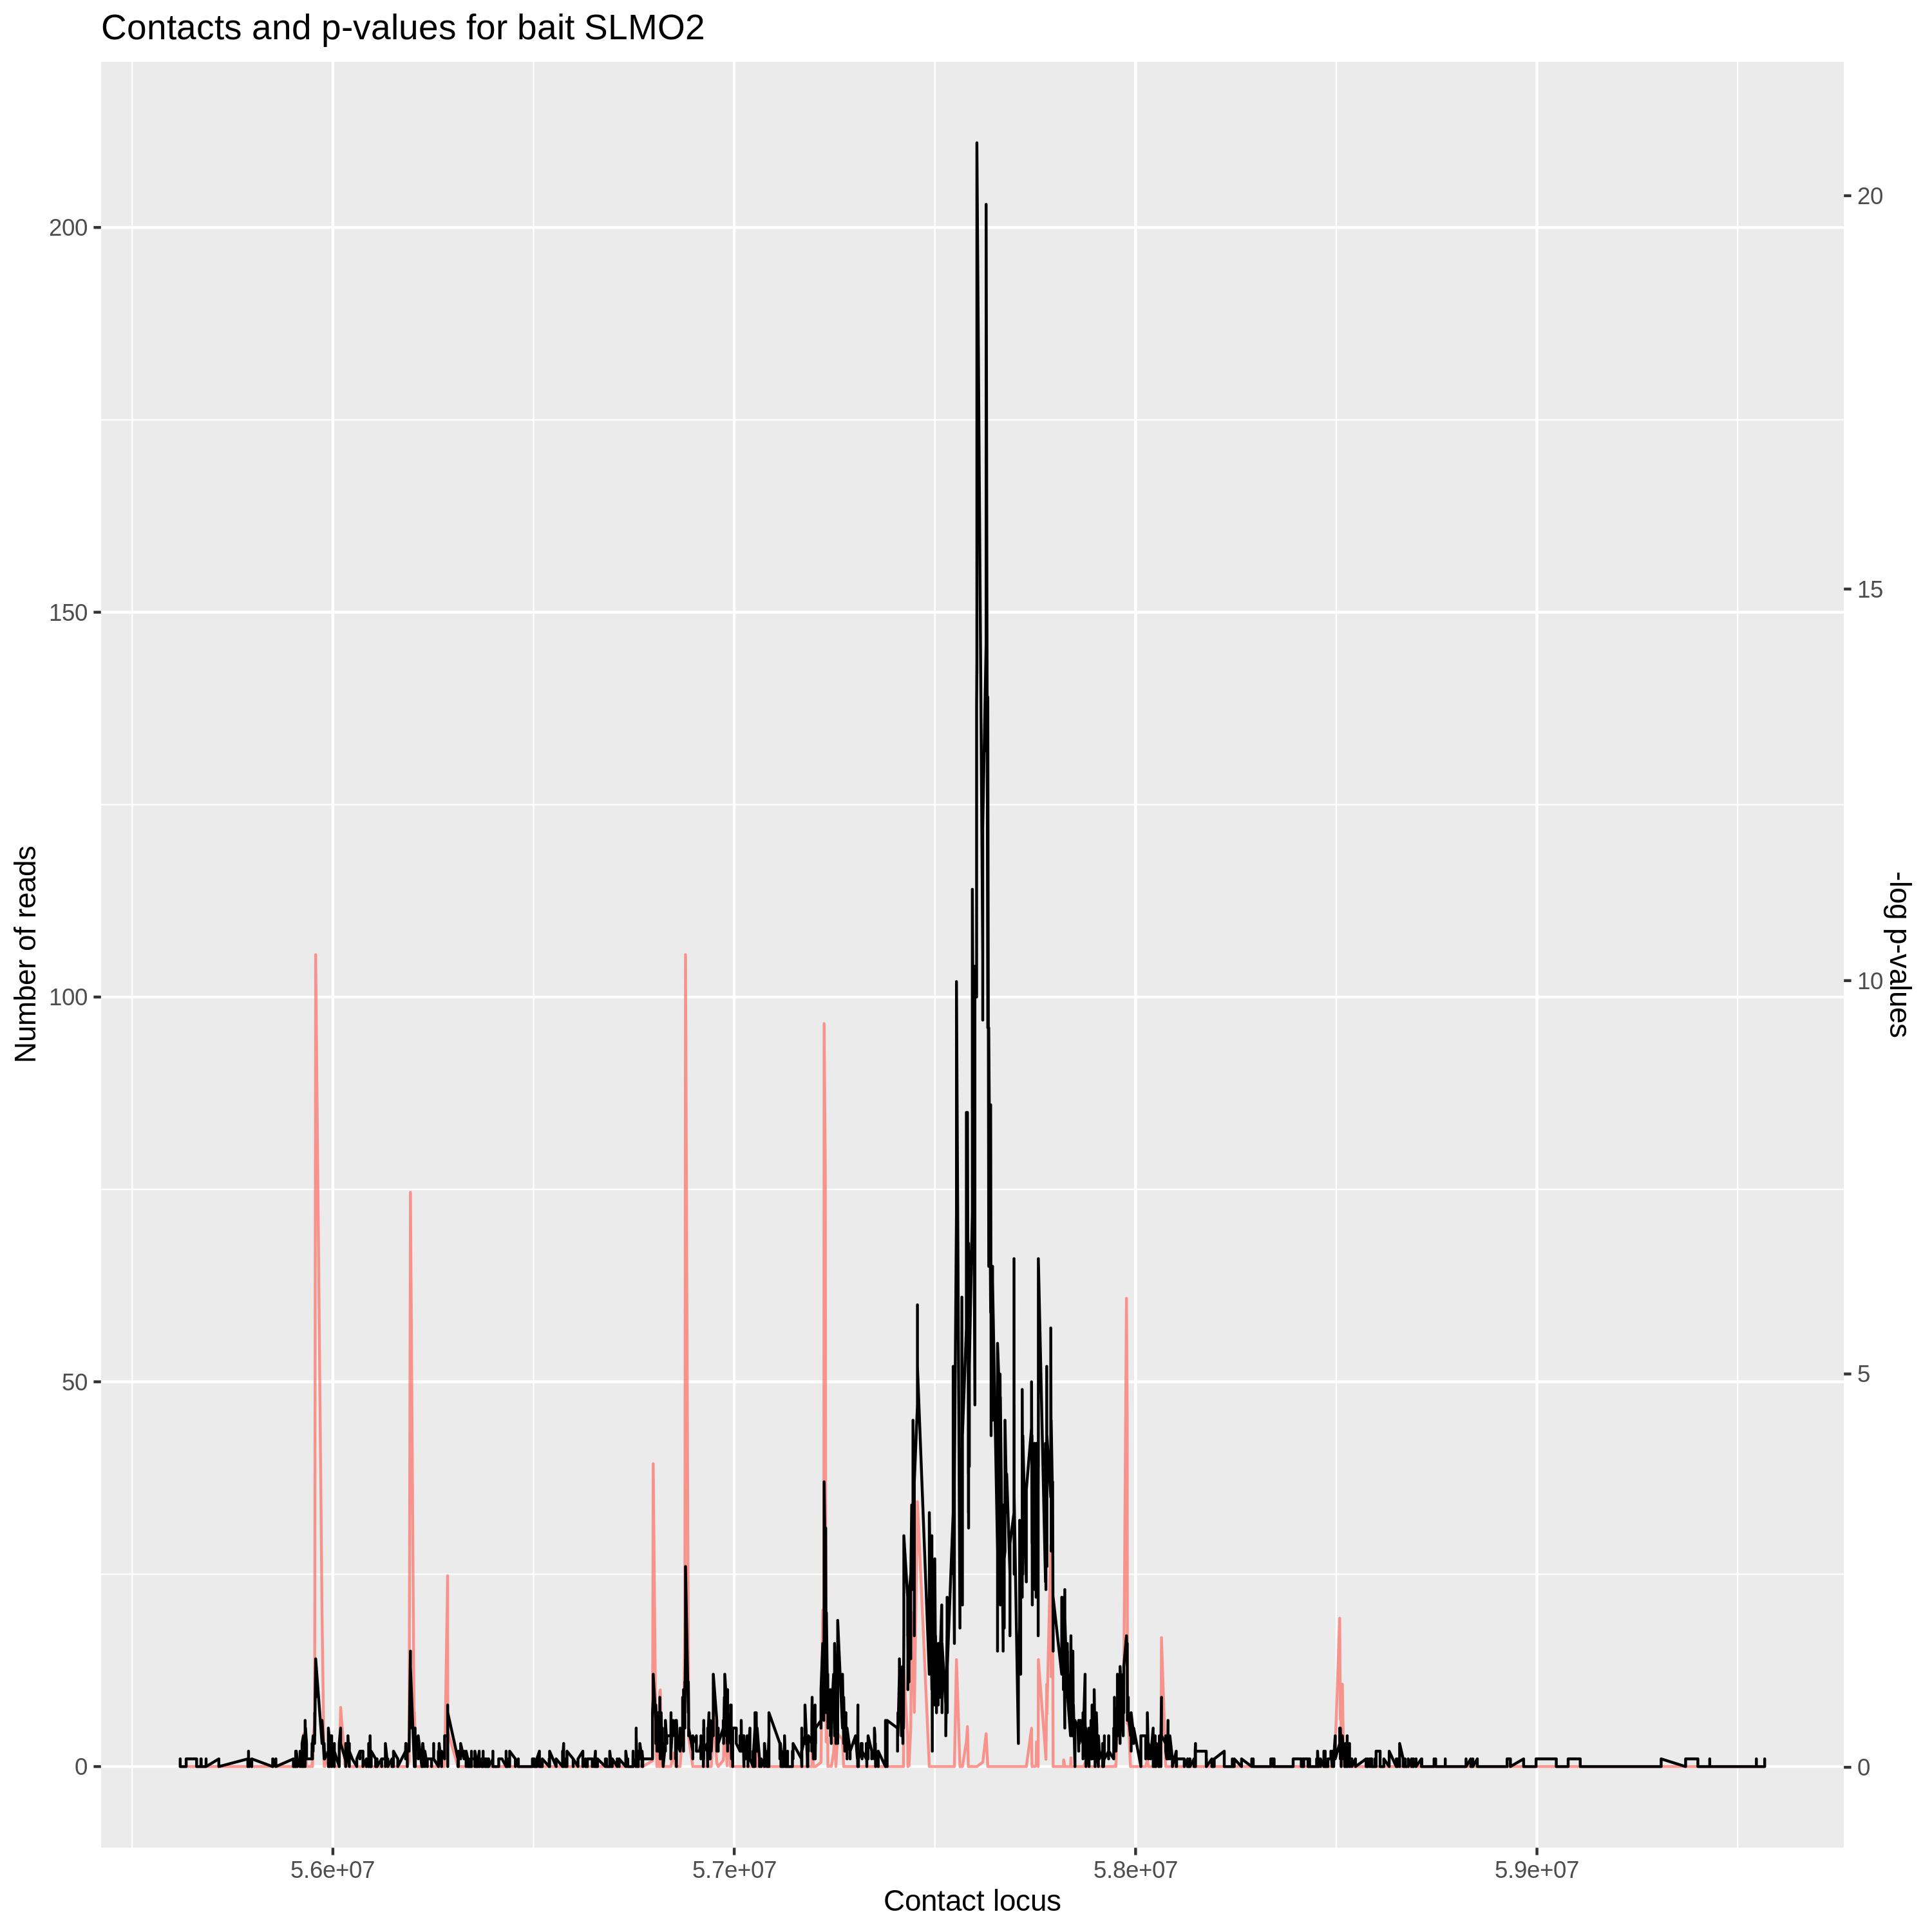 Contacts and p-values for bait SLMO2
200
150
100
50
0
20
15
10
5
0
Number of reads
-log p-values
5.6e+07
5.7e+07
5.8e+07
5.9e+07
Contact locus